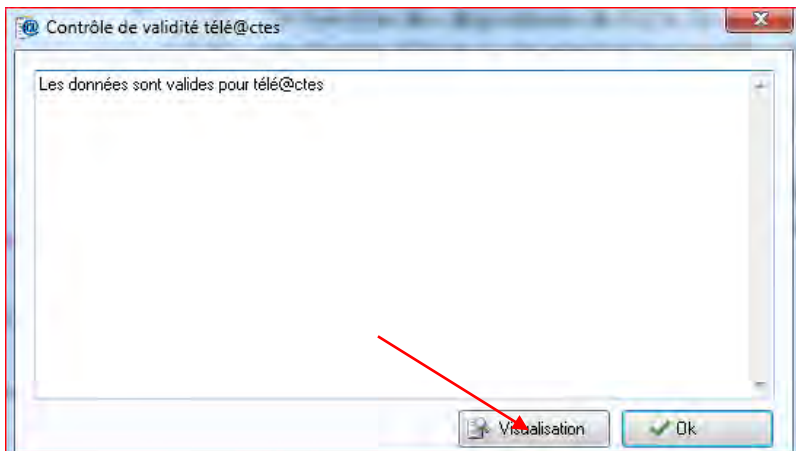 Contrôle de validité télé@ctes
Les données sont valides pour télé@ctes
Visualisation
Ok